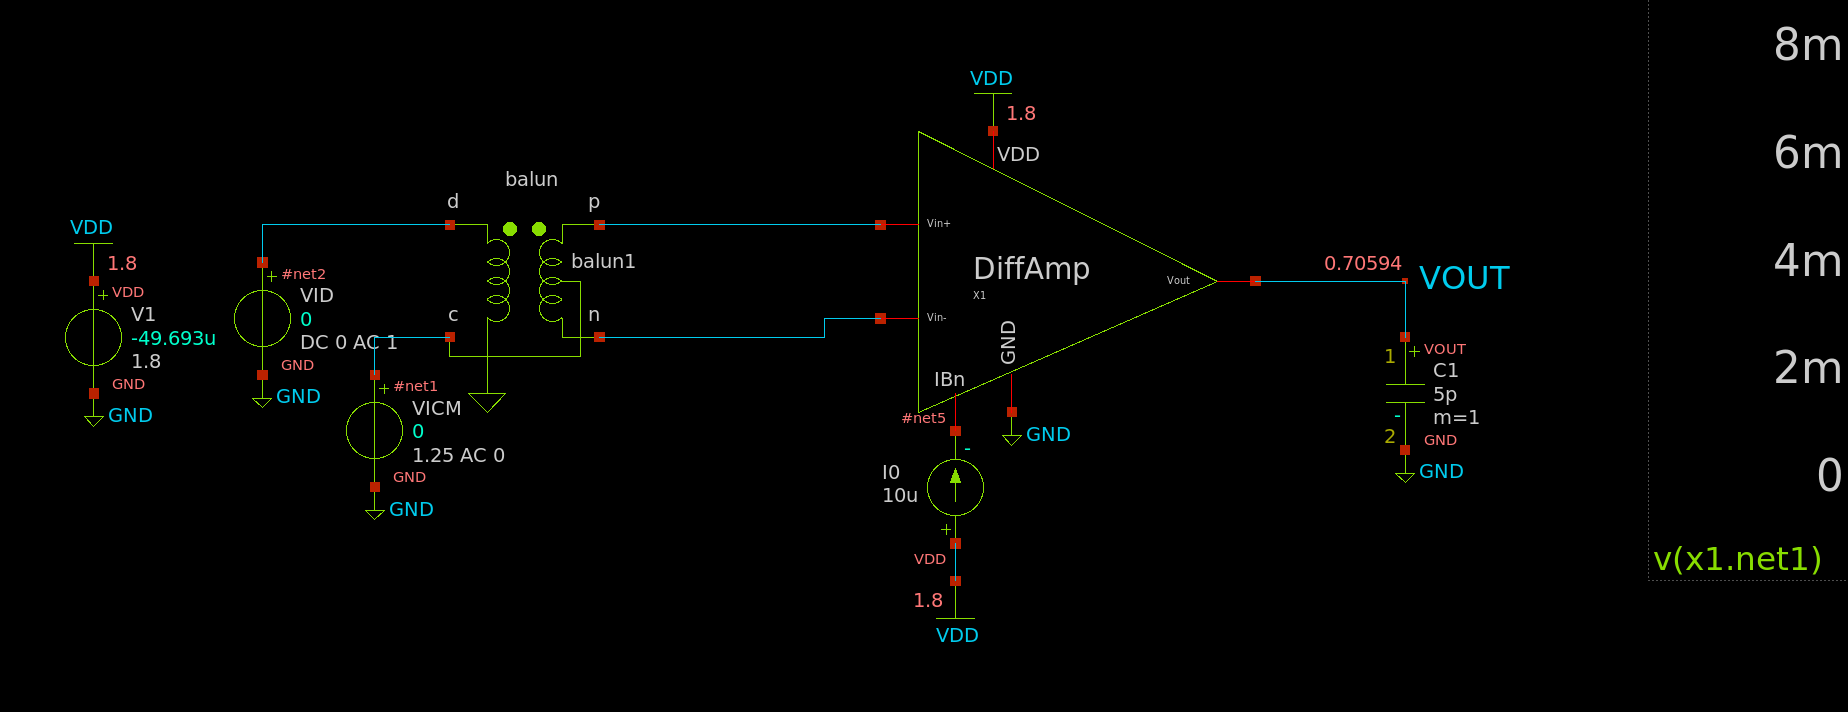 8m
VDD
1.8
6m
VDD
balun
d
p
VDD
Vin+
1.8
#net2
balun1
DiffAmp
0.70594
VOUT
4m
+ VDD
+
VID
X1
Vout
V1
0
c
n
Vin-
-49.693u
DC 0 AC 1
GND
1
+ VOUT
1.8
GND
C1
2m
GND
+ #net1
IBn
5p
GND
GND
VICM
#net5
-
m=1
0
GND
2
GND
1.25 AC 0
-
I0
GND
0
GND
10u
GND
+
VDD
v(x1.net1)
1.8
VDD